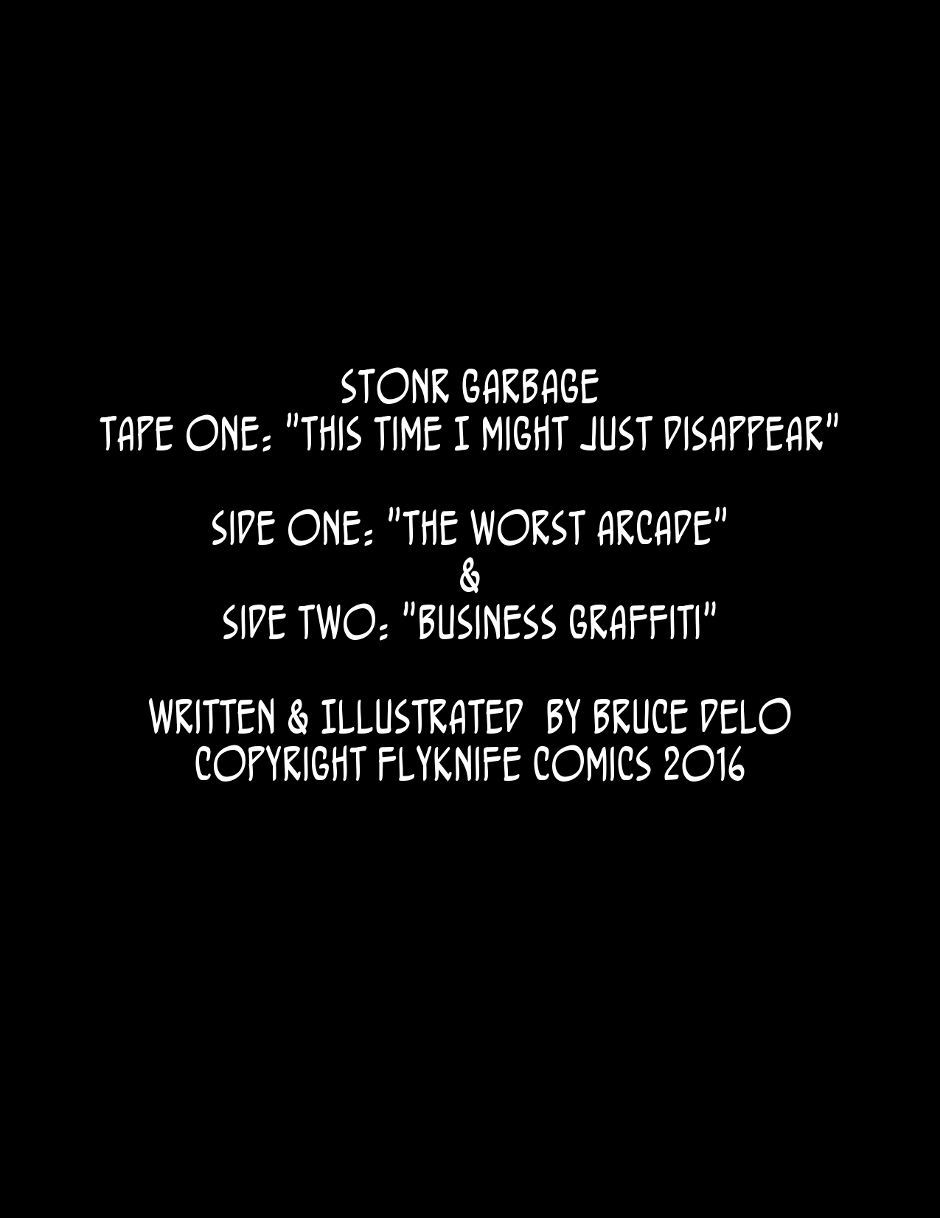 STONR GARBAGE
TAPE ONE: "THIS TIME I MIGHT JUST DISAPPEAR"
SIDE ONE: "THE WORST ARCADE"
&
SIDE TWO: "BUSINESS GRAFFITI"
WRITTEN & ILLUSTRATED BY BRUCE DELO
COPYRIGHT FLYKNIFE COMICS 2016